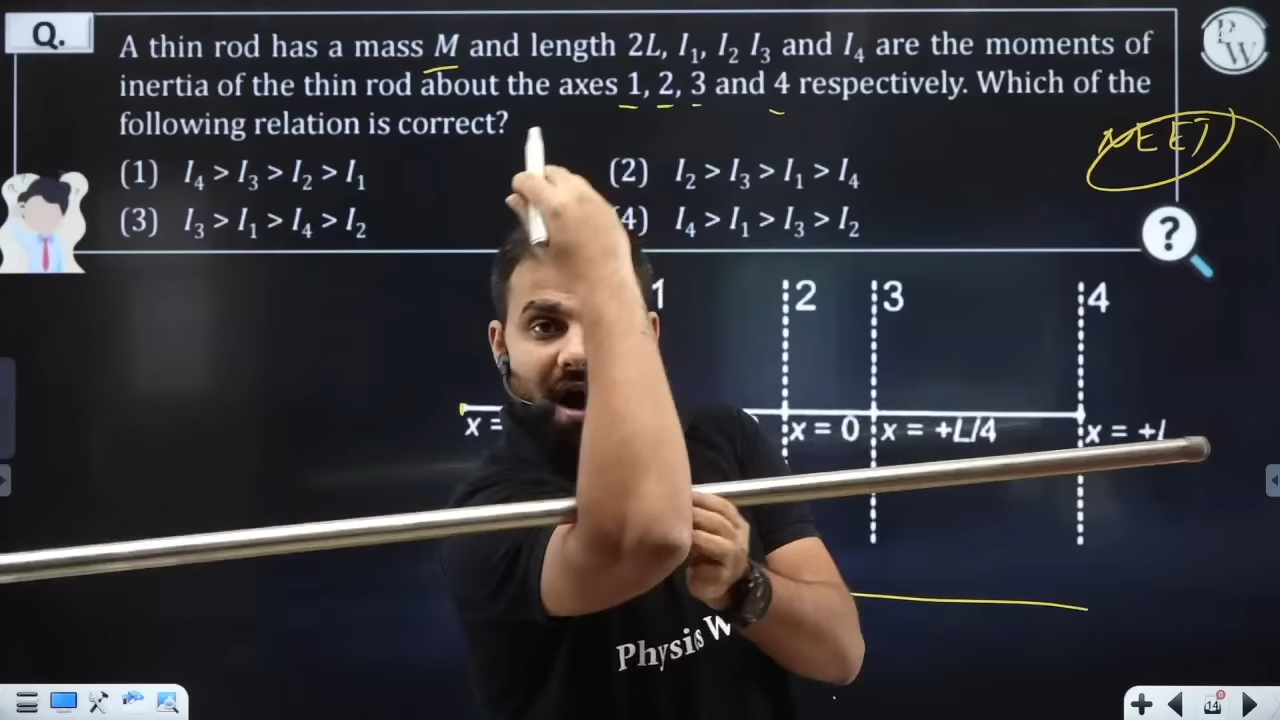 Q.
A thin rod has a mass M and length 2L, I₁, I₂ I₃ and I₄ are the moments of
inertia of the thin rod about the axes 1, 2, 3 and 4 respectively. Which of the
following relation is correct?
(1) I₄ > I₃ > I₂ > I₁ (2) I₂ > I₃ > I₁ > I₄
(3) I₃ > I₁ > I₄ > I₂ 4) I₄ > I₁ > I₃ > I₂
PW
NEET
?
1 2 3 4
x = x = 0 x = +L/4 x = +
Physics W
14